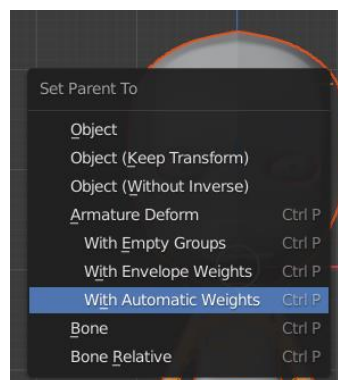 Set Parent To
Object
Object (Keep Transform)
Object (Without Inverse)
Armature Deform Ctrl P
With Empty Groups Ctrl P
With Envelope Weights Ctrl P
With Automatic Weights Ctrl P
Bone Ctrl P
Bone Relative Ctrl P